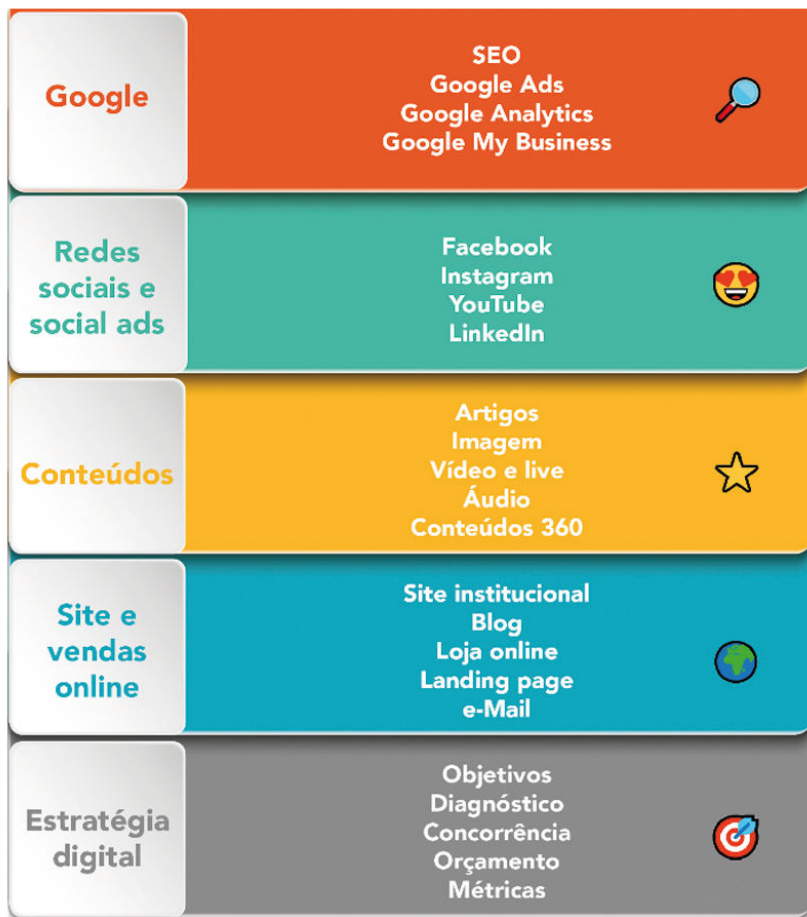 Google
SEO
Google Ads
Google Analytics
Google My Business
Redes
sociais e
social ads
Facebook
Instagram
YouTube
LinkedIn
Conteúdos
Artigos
Imagem
Vídeo e live
Áudio
Conteúdos 360
Site e
vendas
online
Site institucional
Blog
Loja online
Landing page
e-Mail
Estratégia
digital
Objetivos
Diagnóstico
Concorrência
Orçamento
Métricas